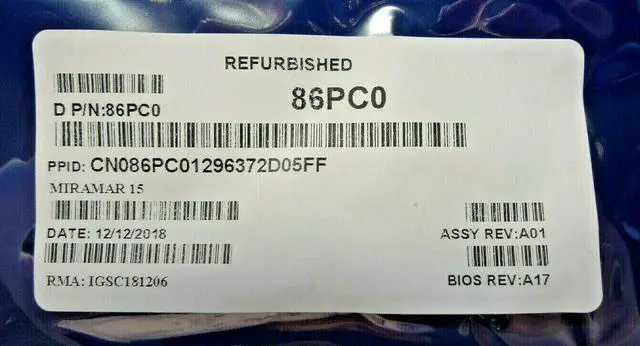 REFURBISHED
86PC0
D P/N:86PC0
PPID: CN086PC01296372D05FF
MIRAMAR 15
DATE: 12/12/2018
ASSY REV:A01
RMA: IGSC181206
BIOS REV:A17